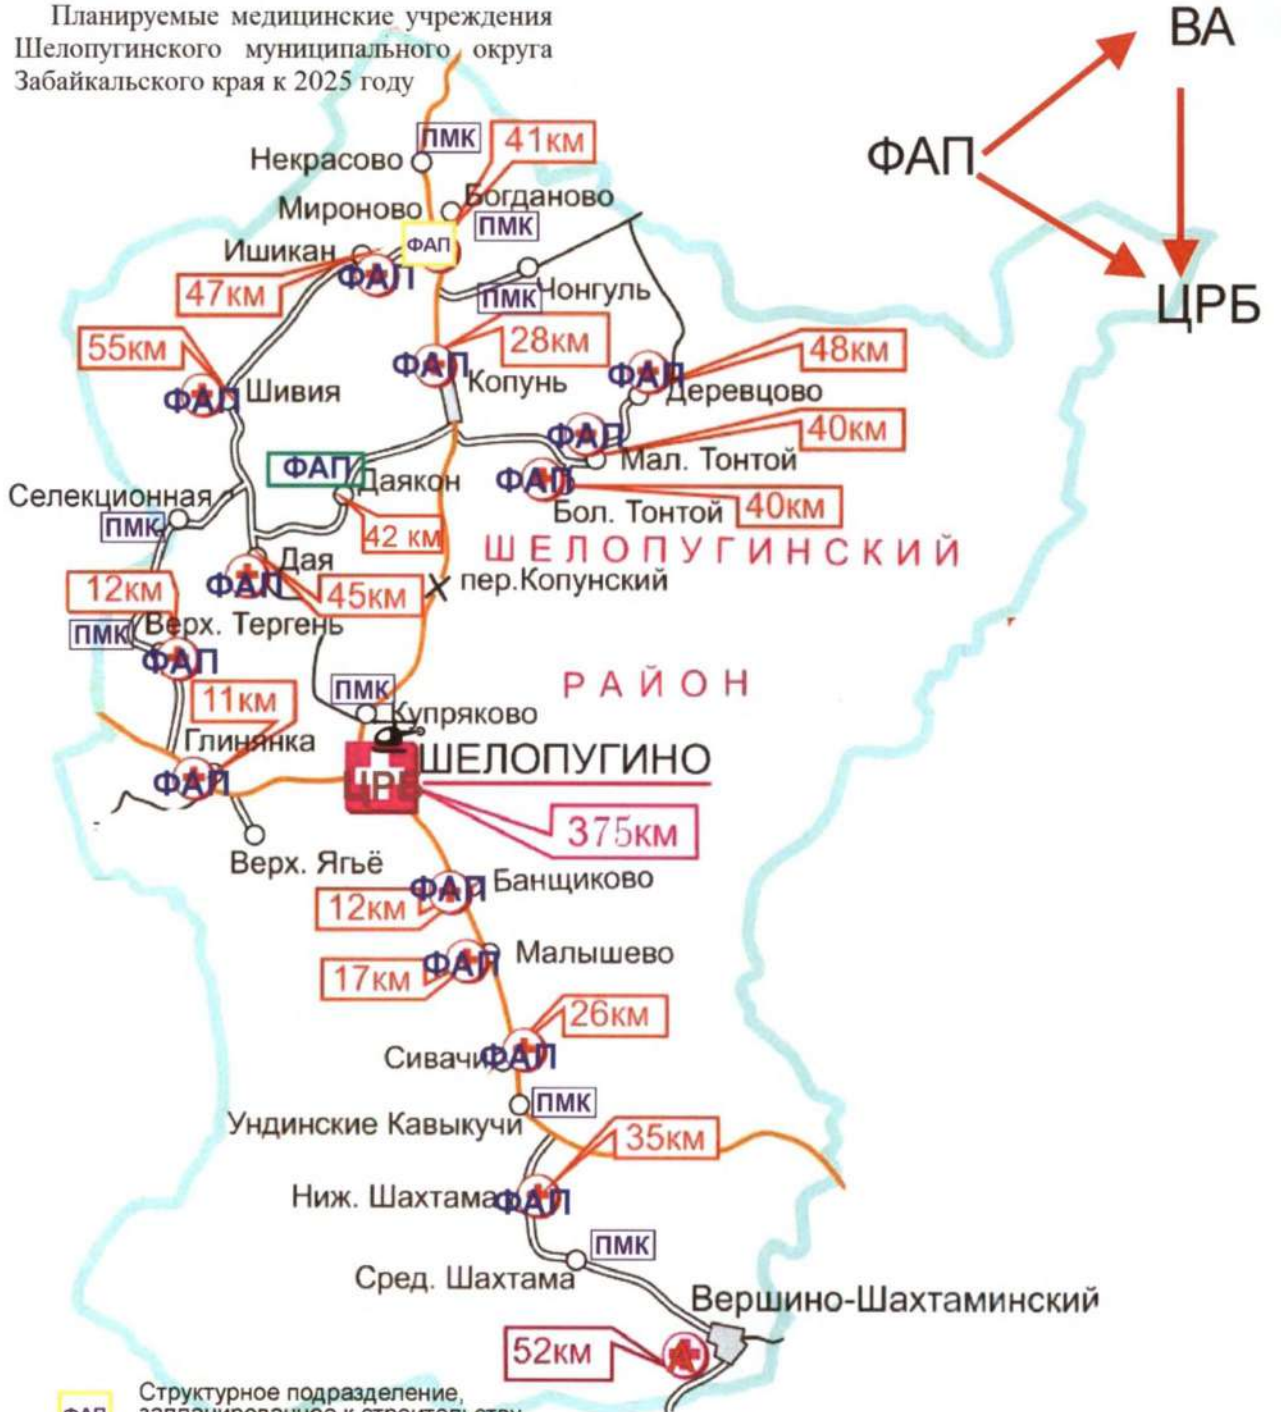 Планируемые медицинские учреждения
Шелопугинского муниципального округа
Забайкальского края к 2025 году
ВА
ФАП
ЦРБ
ПМК
41км
Некрасово
Богданово
Мироново
ПМК
ФАП
Ишикан
ФАП
47км
Чонгуль
ПМК
28км
55км
48км
ФАП
Копунь
ФАП
Деревцово
ФАП
Шивия
40км
ФАП
Мал. Тонтой
ФАП
Даякон
ФАП
40км
Бол. Тонтой
Селекционная
ПМК
42 км
ШЕЛОПУГИНСКИЙ
Дая
пер.Копунский
ФАП
45км
12км
Верх. Тергень
ПМК
ФАП
РАЙОН
11км
ПМК
Купряково
Глинянка
ФАП
ЦРБ
ШЕЛОПУГИНО
375км
Верх. Ягьё
ФАП
Банщиково
12км
Малышево
ФАП
17км
26км
Сивачи
ФАП
ПМК
Ундинские Кавыкучи
35км
Ниж. Шахтама
ФАП
ПМК
Сред. Шахтама
Вершино-Шахтаминский
52км
А
Структурное подразделение,
ФАП запланированное к строительству